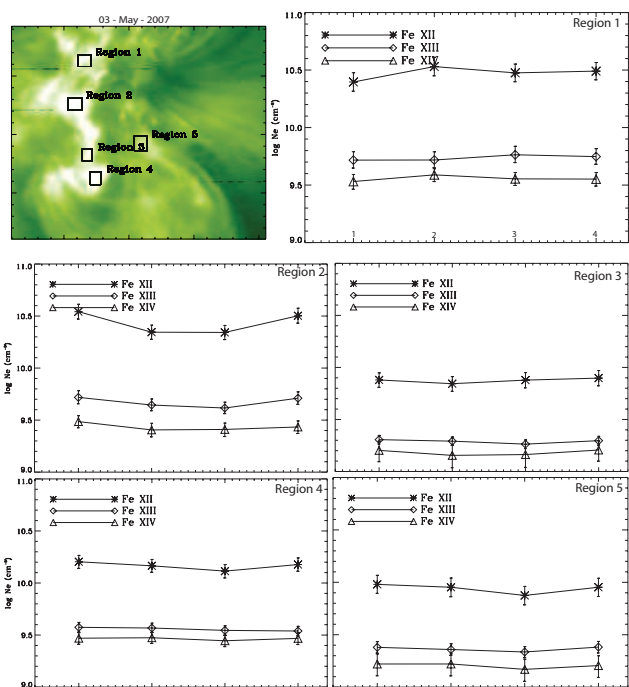 03 - May - 2007
Region 1
Region 2
Region 3
Region 5
Region 4
Region 1
Fe XII
Fe XIII
Fe XIV
11.0
10.5
10.0
9.5
9.0
log Ne (cm⁻³)
1 2 3 4
Region 2
Fe XII
Fe XIII
Fe XIV
11.0
10.5
10.0
9.5
9.0
log Ne (cm⁻³)
Region 3
Fe XII
Fe XIII
Fe XIV
Region 4
Fe XII
Fe XIII
Fe XIV
11.0
10.5
10.0
9.5
9.0
log Ne (cm⁻³)
Region 5
Fe XII
Fe XIII
Fe XIV